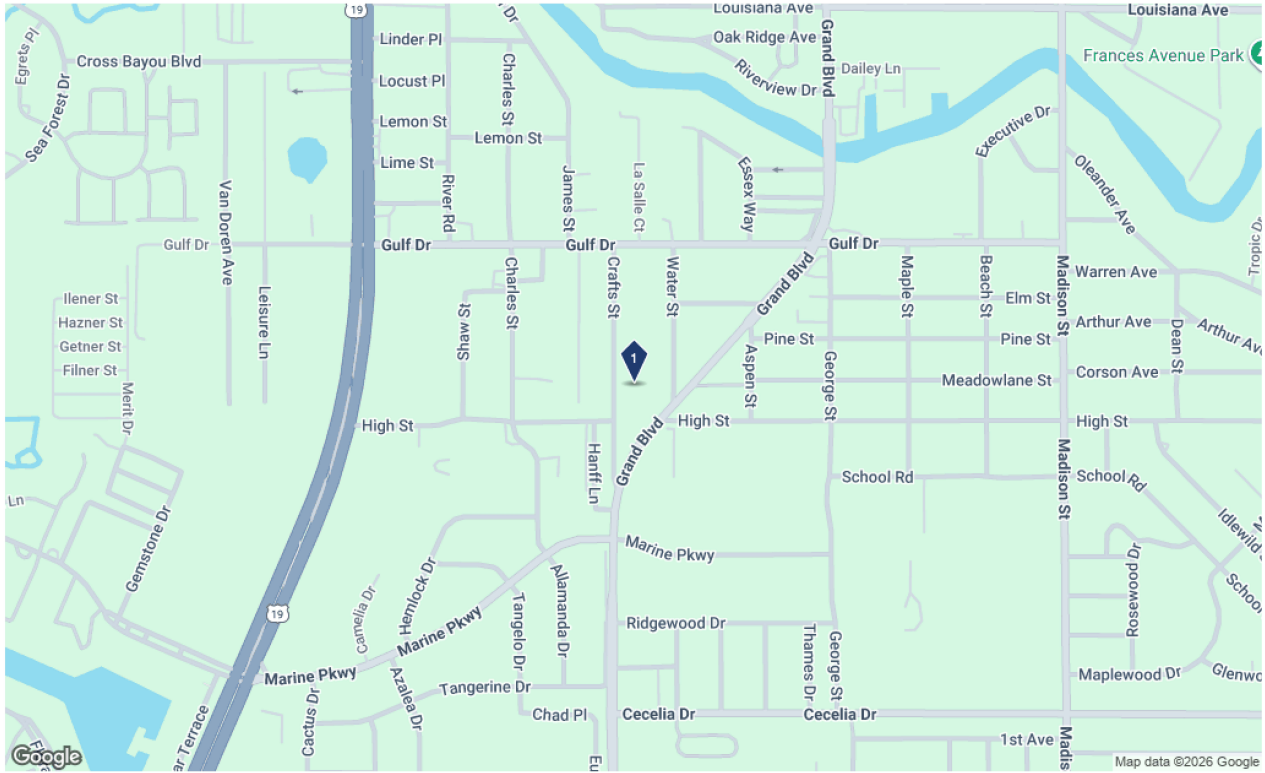 19
Louisiana Ave
Louisiana Ave
Egrets Pl
Linder Pl
Dr
Oak Ridge Ave
Grand Blvd
Frances Avenue Park
Cross Bayou Blvd
Charles St
Riverview Dr
Dailey Ln
Sea Forest Dr
Locust Pl
Lemon St
Lemon St
Executive Dr
Lime St
River Rd
James St
La Salle Ct
Essex Way
Oleander Ave
Van Doren Ave
Tropic Dr
Gulf Dr
Gulf Dr
Gulf Dr
Gulf Dr
Leisure Ln
Charles St
Crafts St
Water St
Grand Blvd
Maple St
Beach St
Madison St
Warren Ave
Ilener St
Elm St
Hazner St
Shaw St
Arthur Ave
Arthur Ave
Dean St
Getner St
Pine St
Pine St
Filner St
1
Aspen St
George St
Meadowlane St
Corson Ave
Merit Dr
High St
Grand Blvd
High St
High St
Hanff Ln
Madison St
School Rd
School Rd
Ln
Gemstone Dr
Idlewild S
Marine Pkwy
Rosewood Dr
Hemlock Dr
Camelia Dr
Allamanda Dr
Tangelo Dr
School
19
Marine Pkwy
Ridgewood Dr
Thames Dr
George St
Marine Pkwy
Azalea Dr
Maplewood Dr
Glenwo
Tangerine Dr
Cactus Dr
ar Terrace
Chad Pl
Cecelia Dr
Cecelia Dr
Madis
1st Ave
Eu
Google
Map data ©2026 Google